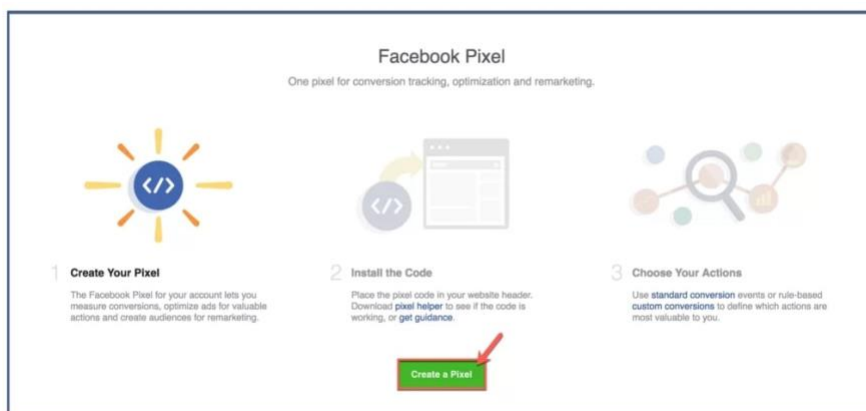 Facebook Pixel
One pixel for conversion tracking, optimization and remarketing.
</>
</>
1 Create Your Pixel
The Facebook Pixel for your account lets you
measure conversions, optimize ads for valuable
actions and create audiences for remarketing.
2 Install the Code
Place the pixel code in your website header.
Download pixel helper to see if the code is
working, or get guidance.
3 Choose Your Actions
Use standard conversion events or rule-based
custom conversions to define which actions are
most valuable to you.
Create a Pixel